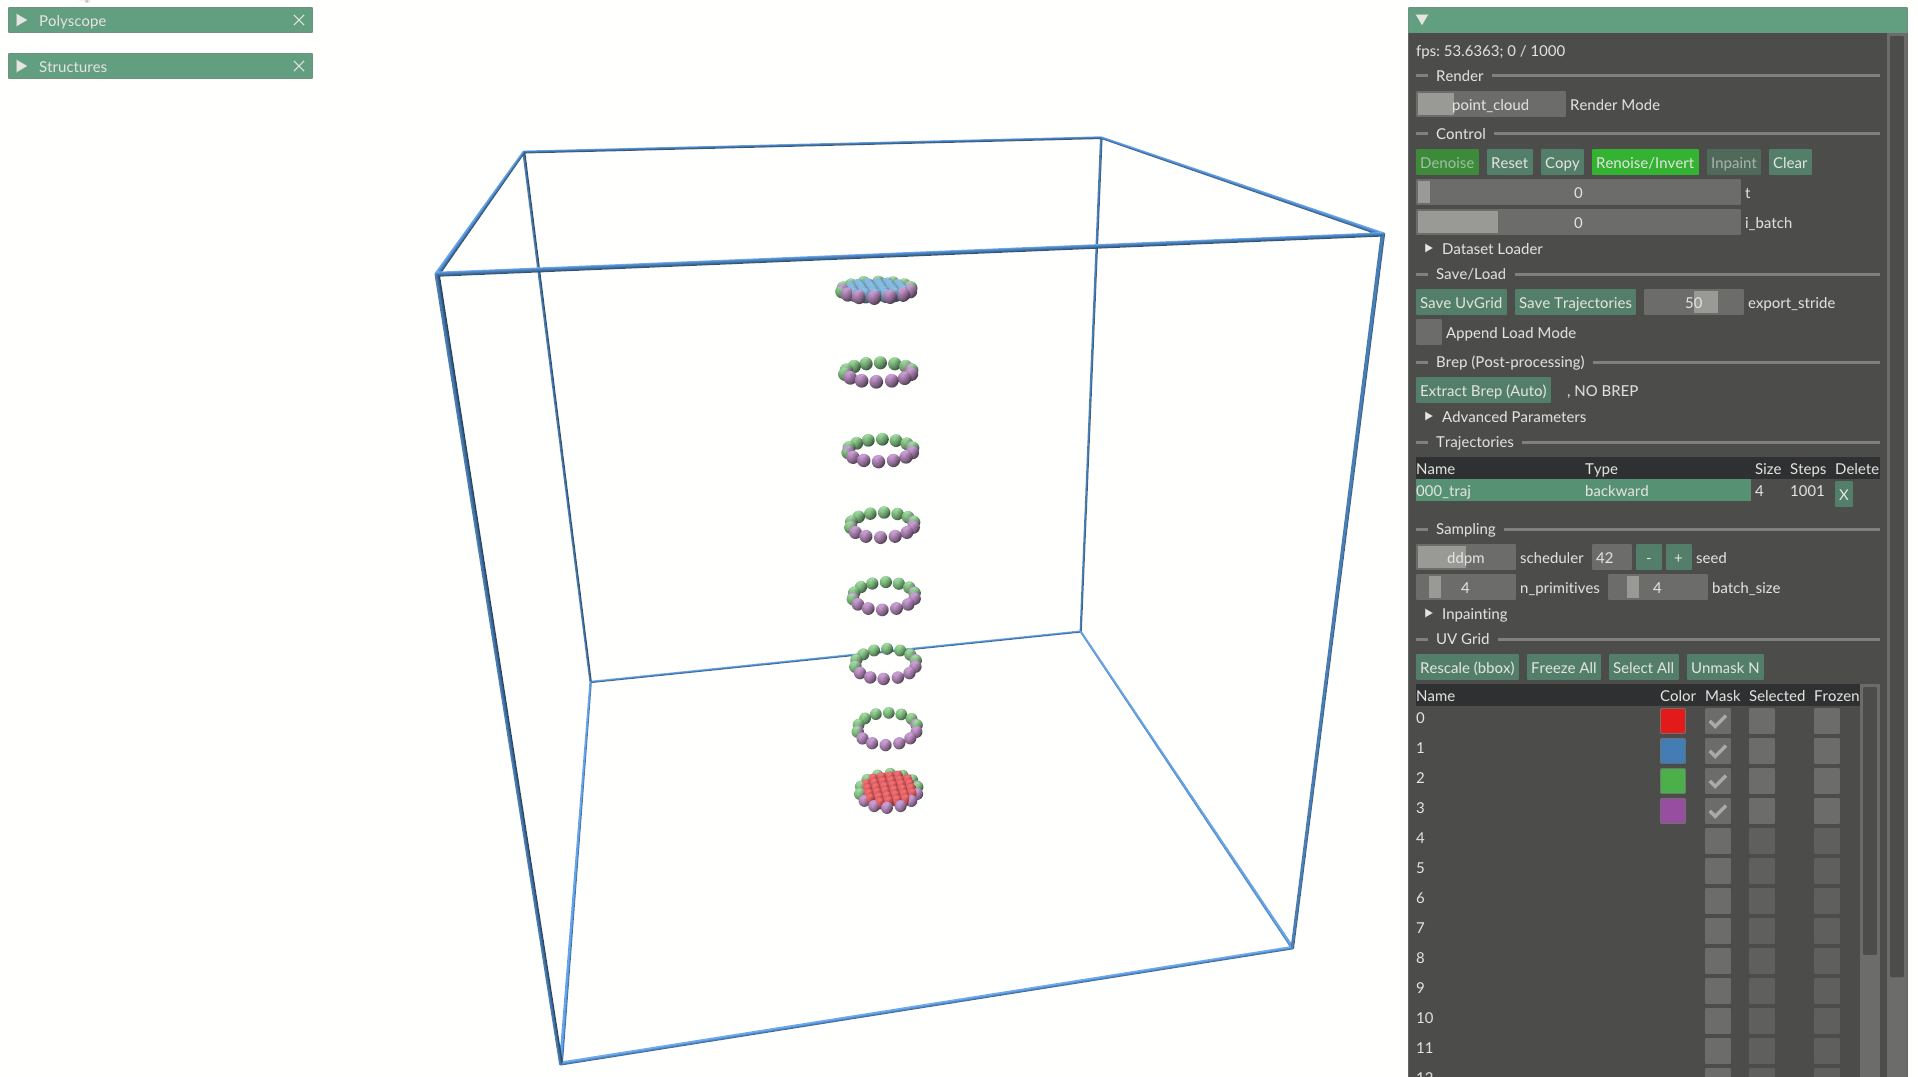 Polyscope
Structures
fps: 53.6363; 0 / 1000
Render
point_cloud Render Mode
Control
Denoise Reset Copy Renoise/Invert Inpaint Clear
0 t
0 i_batch
Dataset Loader
Save/Load
Save UvGrid Save Trajectories 50 export_stride
Append Load Mode
Brep (Post-processing)
Extract Brep (Auto) , NO BREP
Advanced Parameters
Trajectories
Name Type Size Steps Delete
000_traj backward 4 1001 X
Sampling
ddpm scheduler 42 - + seed
4 n_primitives 4 batch_size
Inpainting
UV Grid
Rescale (bbox) Freeze All Select All Unmask N
Name Color Mask Selected Frozen
0
1
2
3
4
5
6
7
8
9
10
11